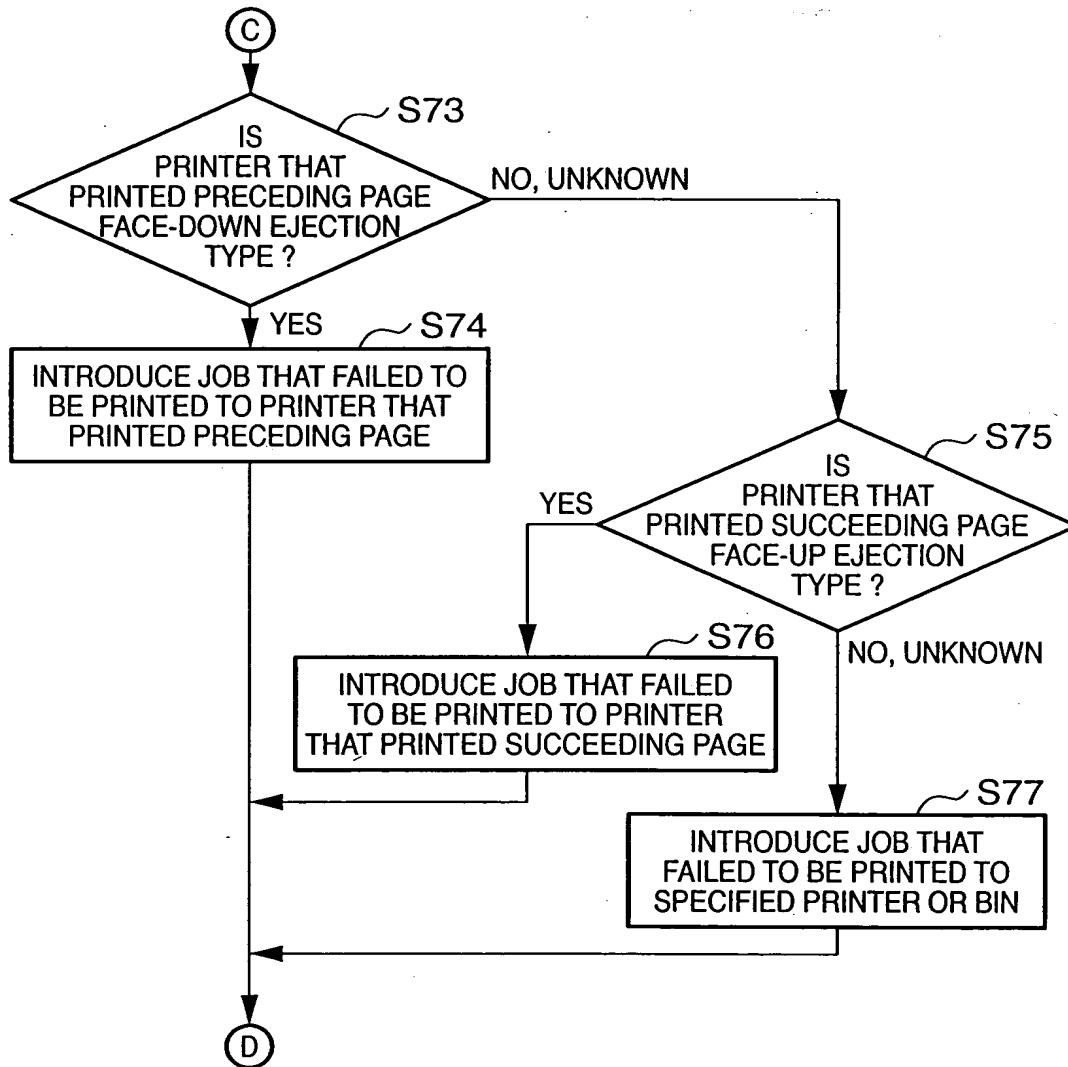 C
S73
IS
PRINTER THAT
PRINTED PRECEDING PAGE
FACE-DOWN EJECTION
TYPE ?
NO, UNKNOWN
YES
S74
INTRODUCE JOB THAT FAILED TO
BE PRINTED TO PRINTER THAT
PRINTED PRECEDING PAGE
S75
IS
PRINTER THAT
PRINTED SUCCEEDING PAGE
FACE-UP EJECTION
TYPE ?
YES
NO, UNKNOWN
S76
INTRODUCE JOB THAT FAILED
TO BE PRINTED TO PRINTER
THAT PRINTED SUCCEEDING PAGE
S77
INTRODUCE JOB THAT
FAILED TO BE PRINTED TO
SPECIFIED PRINTER OR BIN
D